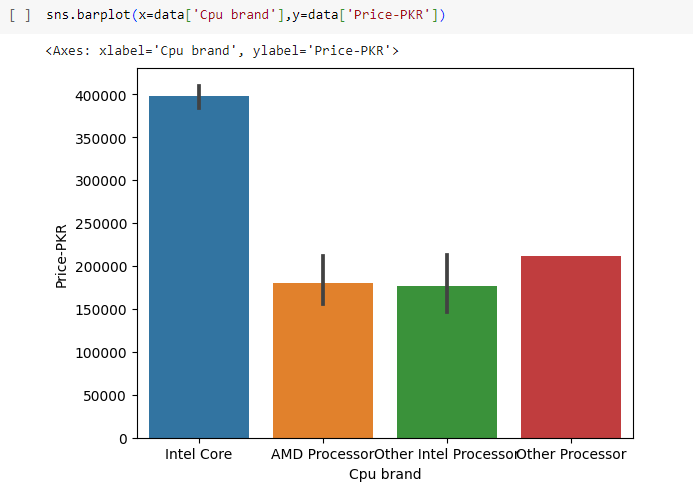 [ ] sns.barplot(x=data['Cpu brand'],y=data['Price-PKR'])
<Axes: xlabel='Cpu brand', ylabel='Price-PKR'>
400000
350000
300000
250000
200000
150000
100000
50000
0
Price-PKR
Intel Core AMD Processor Other Intel Processor Other Processor
Cpu brand